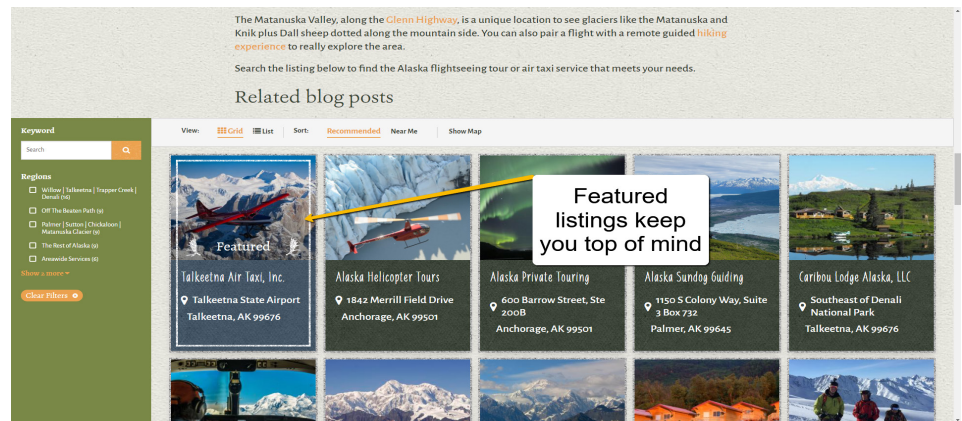 The Matanuska Valley, along the Glenn Highway, is a unique location to see glaciers like the Matanuska and
Knik plus Dall sheep dotted along the mountain side. You can also pair a flight with a remote guided hiking
experience to really explore the area.
Search the listing below to find the Alaska flightseeing tour or air taxi service that meets your needs.
Related blog posts
Keyword
Search
Regions
Willow | Talkeetna | Trapper Creek |
Denali (16)
Off The Beaten Path (9)
Palmer | Sutton | Chickaloon |
Matanuska Glacier (9)
The Rest of Alaska (9)
Areawide Services (6)
Show 2 more
Clear Filters
View: Grid List Sort: Recommended Near Me Show Map
Featured
Talkeetna Air Taxi, Inc.
Talkeetna State Airport
Talkeetna, AK 99676
Alaska Helicopter Tours
1842 Merrill Field Drive
Anchorage, AK 99501
Featured
listings keep
you top of mind
Alaska Private Touring
600 Barrow Street, Ste
200B
Anchorage, AK 99501
Alaska Sundog Guiding
1150 S Colony Way, Suite
3 Box 732
Palmer, AK 99645
Caribou Lodge Alaska, LLC
Southeast of Denali
National Park
Talkeetna, AK 99676